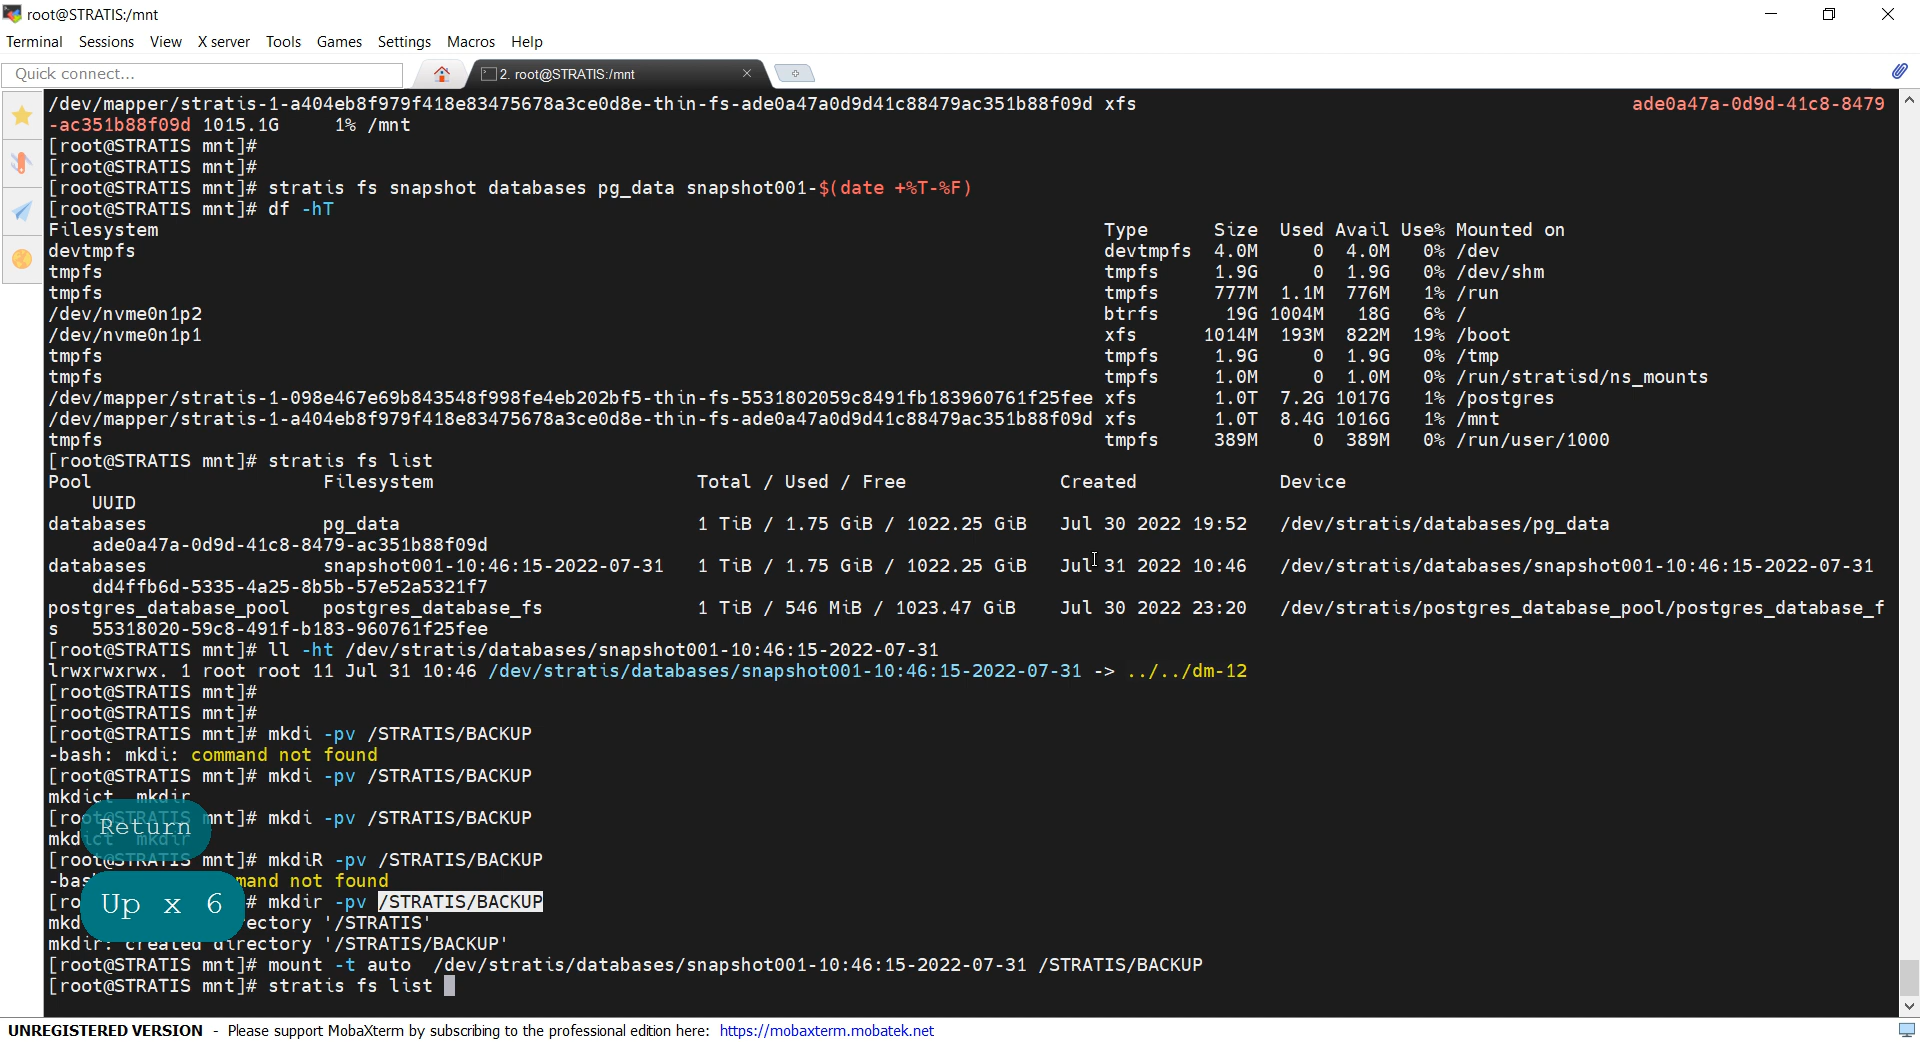 root@STRATIS:/mnt
Terminal Sessions View X server Tools Games Settings Macros Help
Quick connect...
2. root@STRATIS:/mnt
/dev/mapper/stratis-1-a404eb8f979f418e83475678a3ce0d8e-thin-fs-ade0a47a0d9d41c88479ac351b88f09d xfs ade0a47a-0d9d-41c8-8479
-ac351b88f09d 1015.1G 1% /mnt
[root@STRATIS mnt]#
[root@STRATIS mnt]#
[root@STRATIS mnt]# stratis fs snapshot databases pg_data snapshot001-$(date +%T-%F)
[root@STRATIS mnt]# df -hT
Filesystem Type Size Used Avail Use% Mounted on
devtmpfs devtmpfs 4.0M 0 4.0M 0% /dev
tmpfs tmpfs 1.9G 0 1.9G 0% /dev/shm
tmpfs tmpfs 777M 1.1M 776M 1% /run
/dev/nvme0n1p2 btrfs 19G 1004M 18G 6% /
/dev/nvme0n1p1 xfs 1014M 193M 822M 19% /boot
tmpfs tmpfs 1.9G 0 1.9G 0% /tmp
tmpfs tmpfs 1.0M 0 1.0M 0% /run/stratisd/ns_mounts
/dev/mapper/stratis-1-098e467e69b843548f998fe4eb202bf5-thin-fs-5531802059c8491fb183960761f25fee xfs 1.0T 7.2G 1017G 1% /postgres
/dev/mapper/stratis-1-a404eb8f979f418e83475678a3ce0d8e-thin-fs-ade0a47a0d9d41c88479ac351b88f09d xfs 1.0T 8.4G 1016G 1% /mnt
tmpfs tmpfs 389M 0 389M 0% /run/user/1000
[root@STRATIS mnt]# stratis fs list
Pool Filesystem Total / Used / Free Created Device
UUID
databases pg_data 1 TiB / 1.75 GiB / 1022.25 GiB Jul 30 2022 19:52 /dev/stratis/databases/pg_data
ade0a47a-0d9d-41c8-8479-ac351b88f09d
databases snapshot001-10:46:15-2022-07-31 1 TiB / 1.75 GiB / 1022.25 GiB Jul 31 2022 10:46 /dev/stratis/databases/snapshot001-10:46:15-2022-07-31
dd4ffb6d-5335-4a25-8b5b-57e52a5321f7
postgres_database_pool postgres_database_fs 1 TiB / 546 MiB / 1023.47 GiB Jul 30 2022 23:20 /dev/stratis/postgres_database_pool/postgres_database_f
s 55318020-59c8-491f-b183-960761f25fee
[root@STRATIS mnt]# ll -ht /dev/stratis/databases/snapshot001-10:46:15-2022-07-31
lrwxrwxrwx. 1 root root 11 Jul 31 10:46 /dev/stratis/databases/snapshot001-10:46:15-2022-07-31 -> ../../dm-12
[root@STRATIS mnt]#
[root@STRATIS mnt]#
[root@STRATIS mnt]# mkdi -pv /STRATIS/BACKUP
-bash: mkdi: command not found
[root@STRATIS mnt]# mkdi -pv /STRATIS/BACKUP
mkdict mkdir
[root@STRATIS mnt]# mkdi -pv /STRATIS/BACKUP
mkdict mkdir
Return
[root@STRATIS mnt]# mkdiR -pv /STRATIS/BACKUP
-bas mand not found
Up x 6
[ro # mkdir -pv /STRATIS/BACKUP
mkd ectory '/STRATIS'
mkdir: created directory '/STRATIS/BACKUP'
[root@STRATIS mnt]# mount -t auto /dev/stratis/databases/snapshot001-10:46:15-2022-07-31 /STRATIS/BACKUP
[root@STRATIS mnt]# stratis fs list
UNREGISTERED VERSION - Please support MobaXterm by subscribing to the professional edition here: https://mobaxterm.mobatek.net